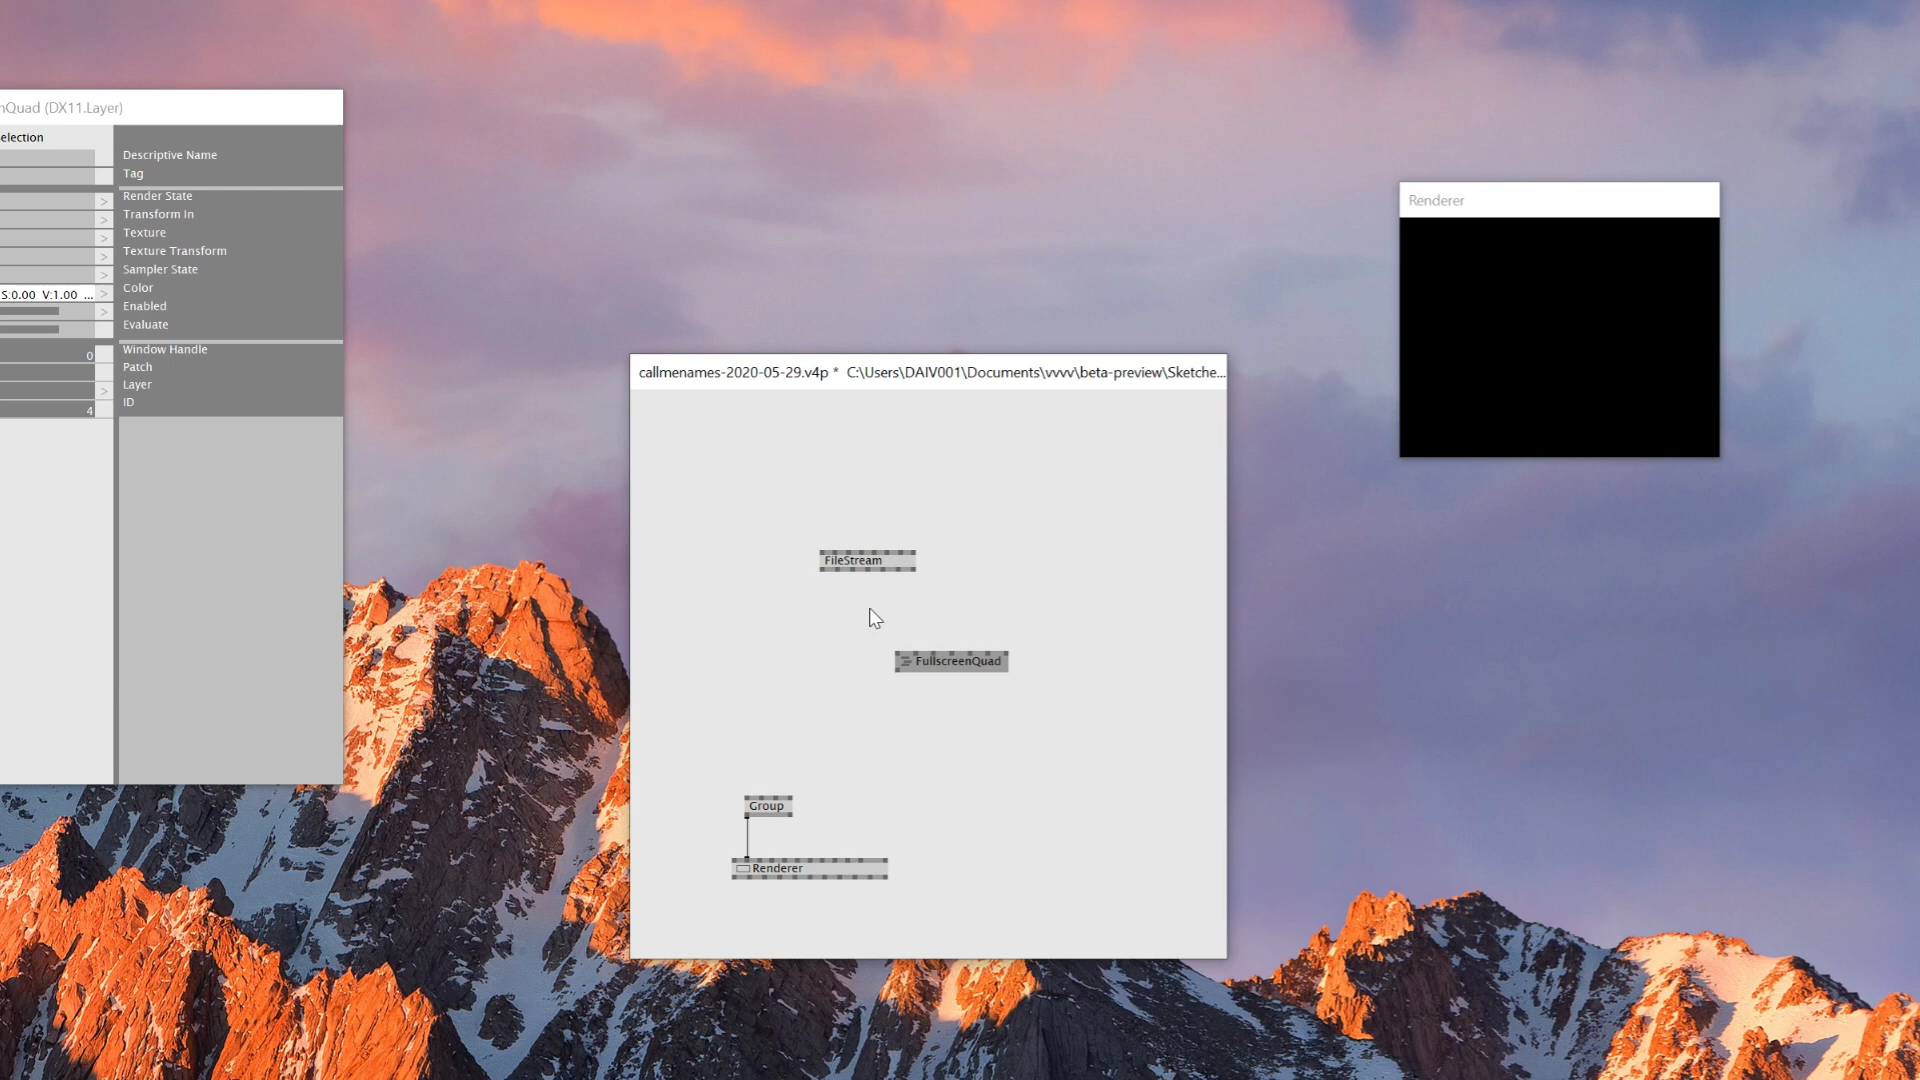 nQuad (DX11.Layer)
election
Descriptive Name
Tag
Render State
Transform In
Texture
Texture Transform
Sampler State
S:0.00 V:1.00 ... Color
Enabled
Evaluate
0 Window Handle
Patch
Layer
4 ID
callmenames-2020-05-29.v4p * C:\Users\DAIV001\Documents\vvvv\beta-preview\Sketche...
FileStream
FullscreenQuad
Group
Renderer
Renderer